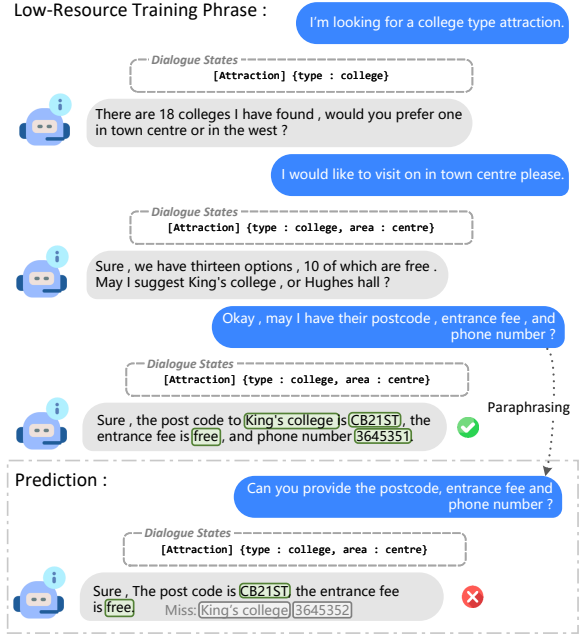 Low-Resource Training Phrase :
I'm looking for a college type attraction.
Dialogue States
[Attraction] {type : college}
There are 18 colleges I have found , would you prefer one
in town centre or in the west ?
I would like to visit on in town centre please.
Dialogue States
[Attraction] {type : college, area : centre}
Sure , we have thirteen options , 10 of which are free .
May I suggest King's college , or Hughes hall ?
Okay , may I have their postcode , entrance fee , and
phone number ?
Dialogue States
[Attraction] {type : college, area : centre}
Sure , the post code to King's college is CB21ST, the
entrance fee is free , and phone number 3645351.
Paraphrasing
Prediction :
Can you provide the postcode, entrance fee and
phone number ?
Dialogue States
[Attraction] {type : college, area : centre}
Sure , The post code is CB21ST, the entrance fee
is free. Miss: King's college 3645352